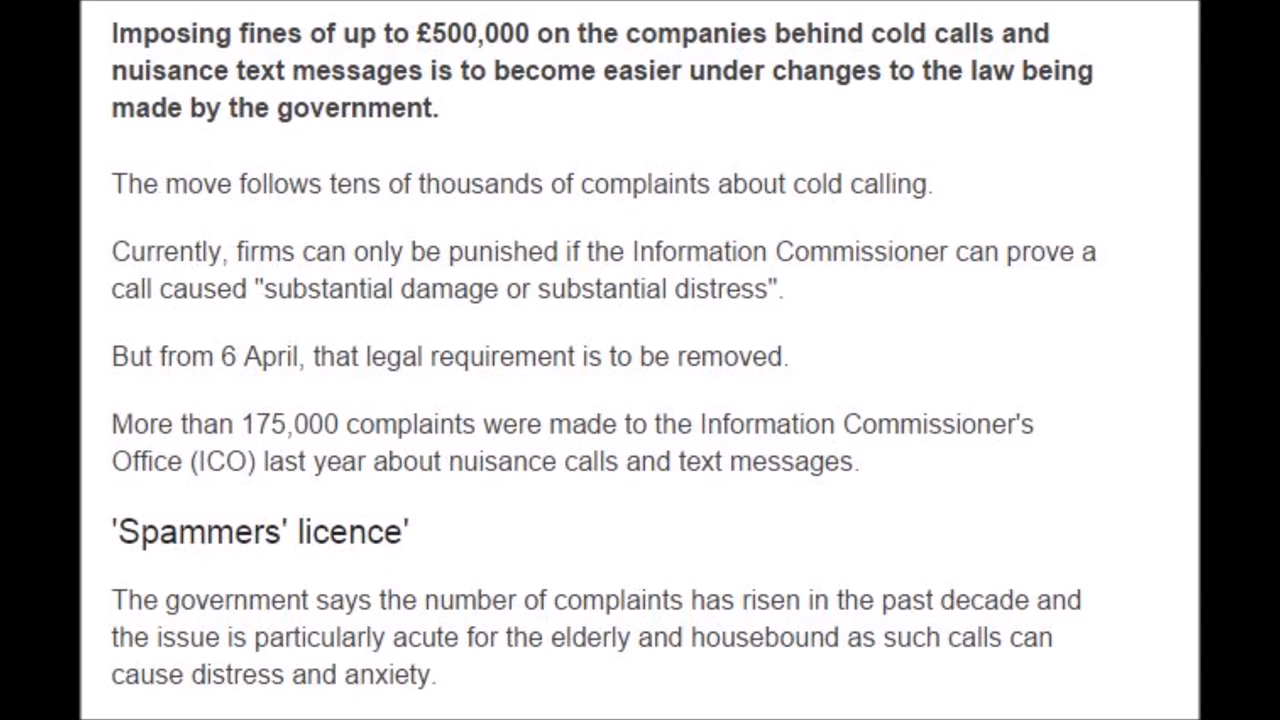 Imposing fines of up to £500,000 on the companies behind cold calls and
nuisance text messages is to become easier under changes to the law being
made by the government.
The move follows tens of thousands of complaints about cold calling.
Currently, firms can only be punished if the Information Commissioner can prove a
call caused "substantial damage or substantial distress".
But from 6 April, that legal requirement is to be removed.
More than 175,000 complaints were made to the Information Commissioner's
Office (ICO) last year about nuisance calls and text messages.
'Spammers' licence'
The government says the number of complaints has risen in the past decade and
the issue is particularly acute for the elderly and housebound as such calls can
cause distress and anxiety.